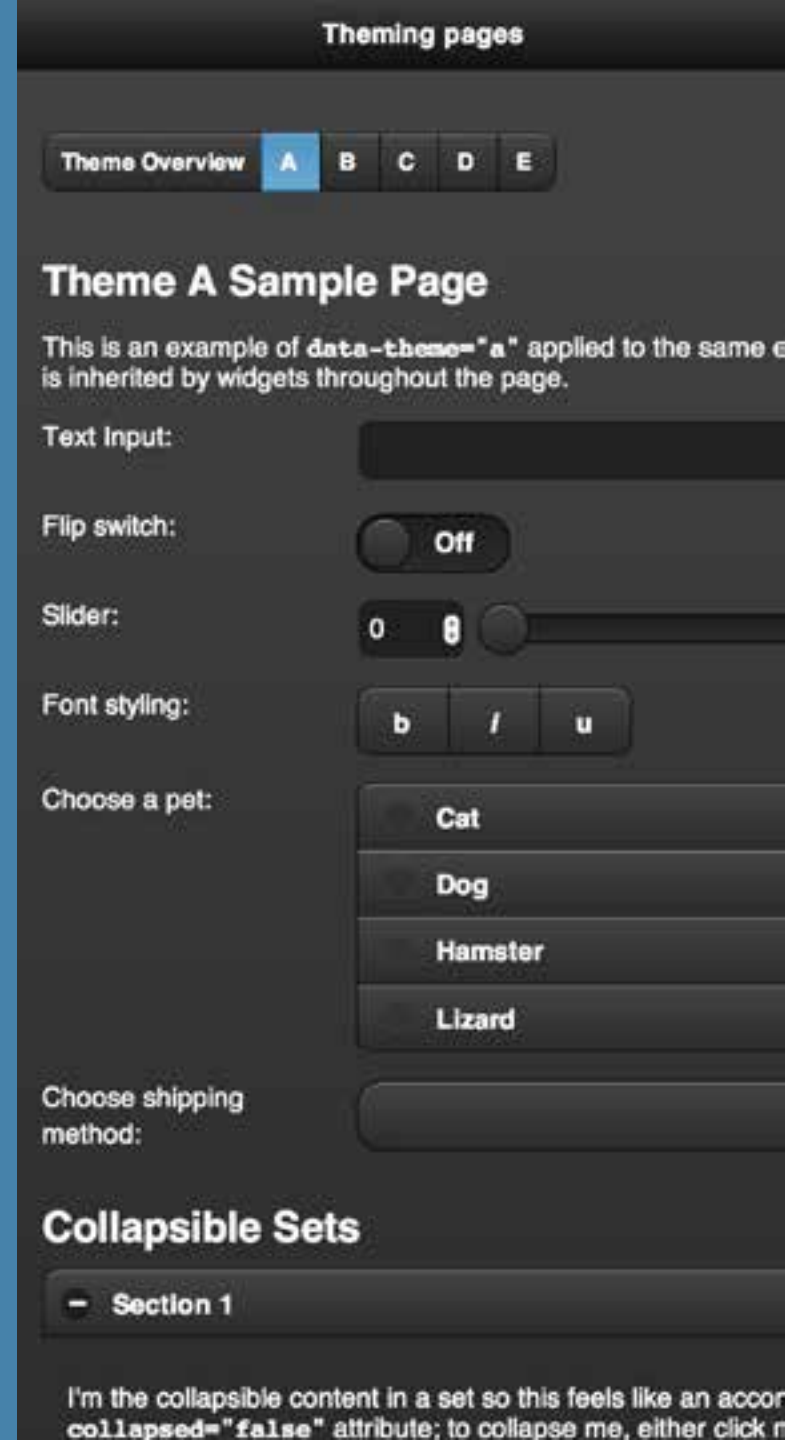 Theming pages
Theme Overview A B C D E
Theme A Sample Page
This is an example of data-theme="a" applied to the same
is inherited by widgets throughout the page.
Text Input:
Flip switch: Off
Slider: 0
Font styling: b i u
Choose a pet: Cat
Dog
Hamster
Lizard
Choose shipping
method:
Collapsible Sets
Section 1
I'm the collapsible content in a set so this feels like an
collapsed="false" attribute; to collapse me, either click